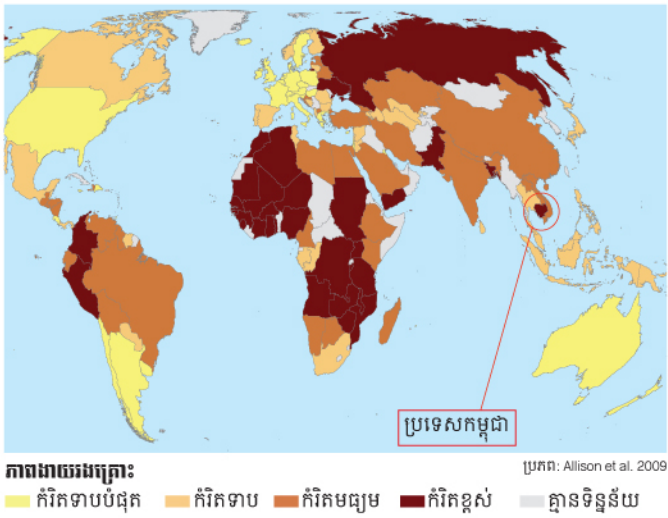 ប្រទេសកម្ពុជា
ភាពងាយរងគ្រោះ
ប្រភព: Allison et al. 2009
កំរិតទាបបំផុត កំរិតទាប កំរិតមធ្យម កំរិតខ្ពស់ គ្មានទិន្នន័យ